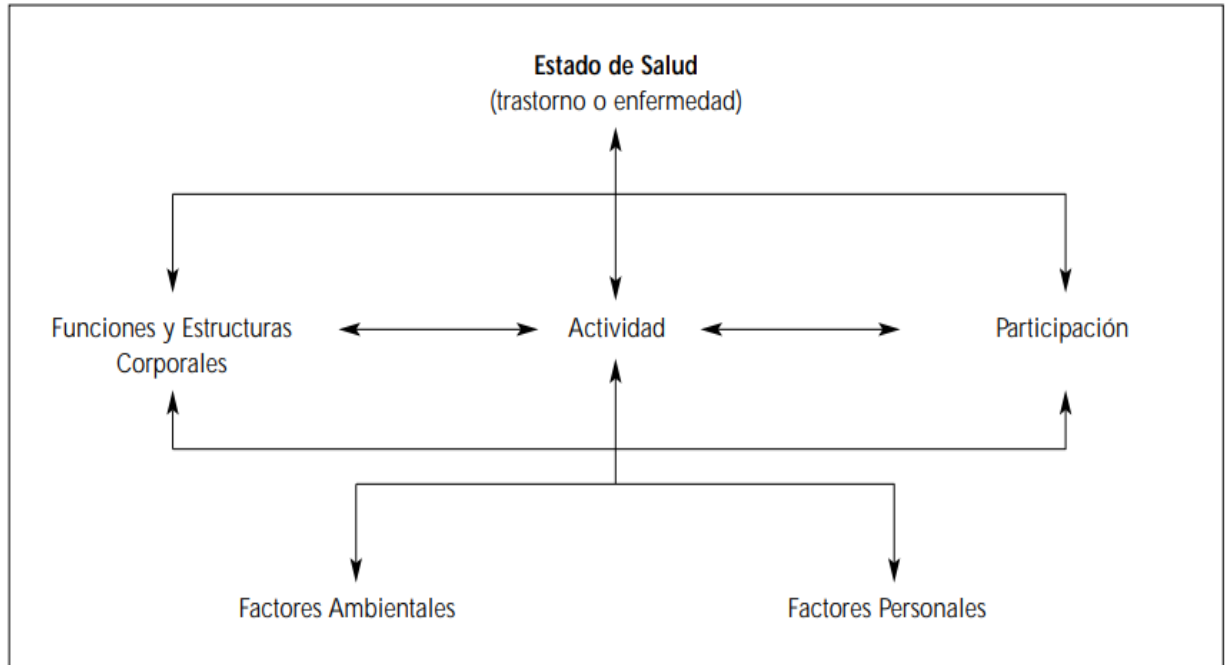 Estado de Salud
(trastorno o enfermedad)
Funciones y Estructuras
Corporales
Actividad
Participación
Factores Ambientales
Factores Personales